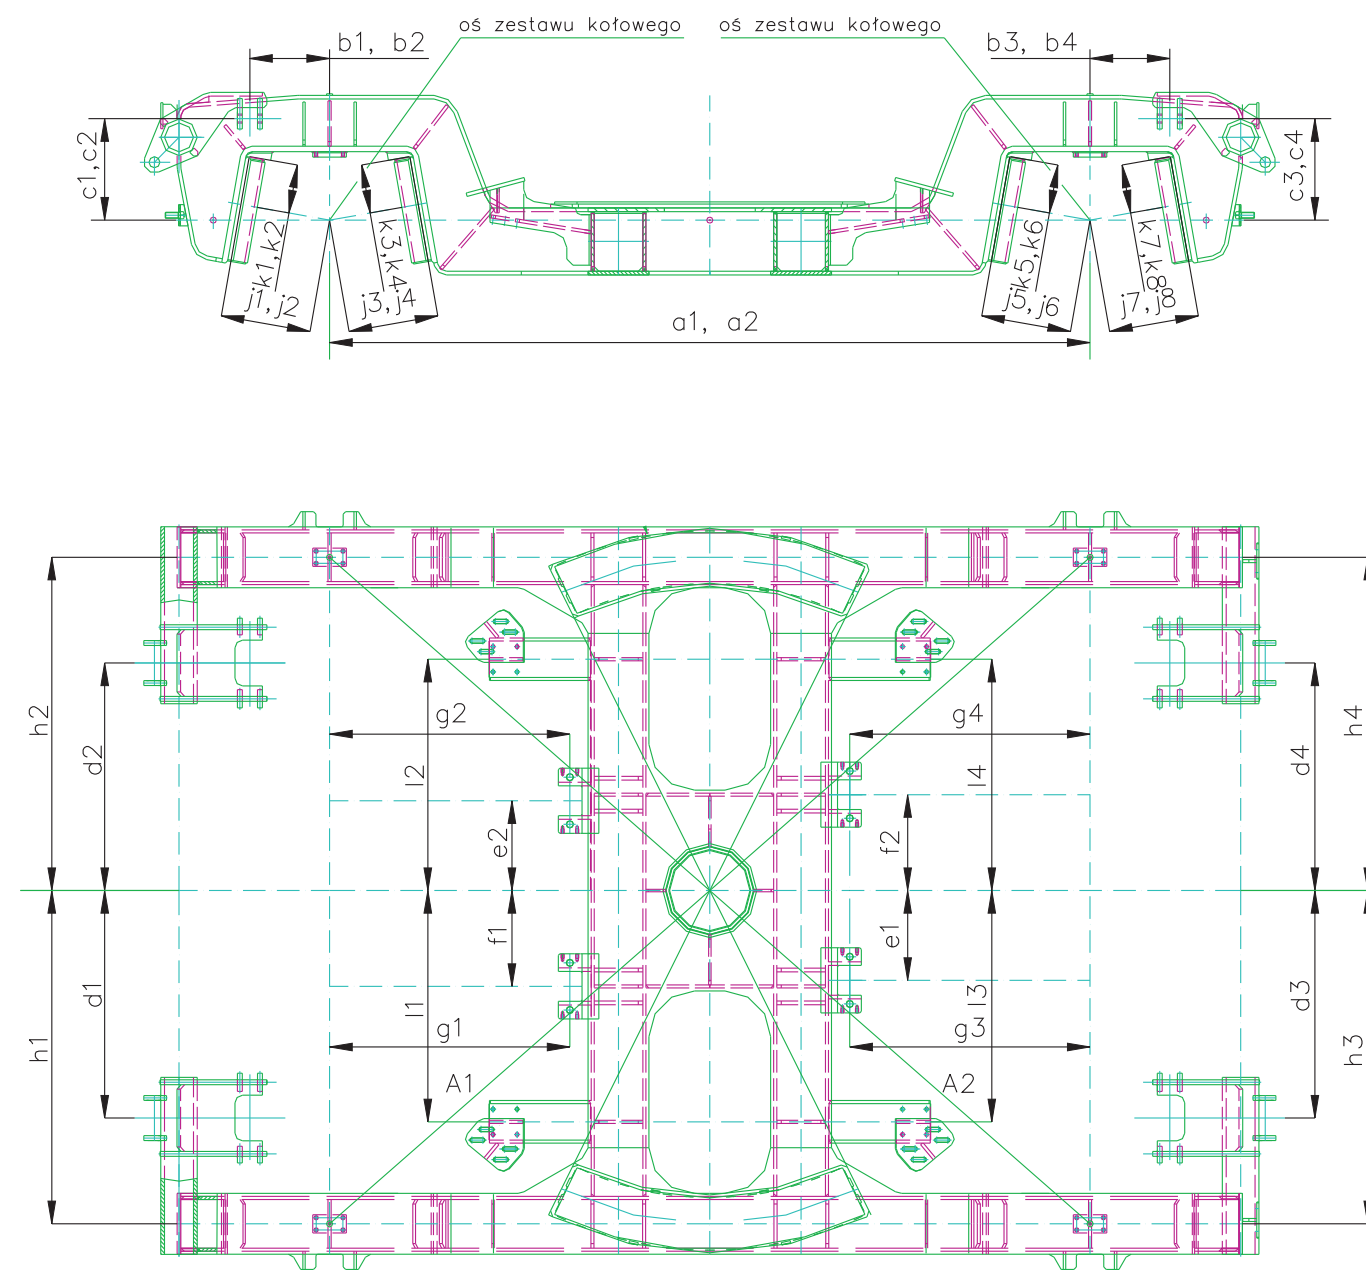 oś zestawu kołowego
oś zestawu kołowego
b1, b2
b3, b4
c1,c2
c3,c4
k1,k2
k3,k4
k5,k6
k7,k8
j1,j2
j3,j4
j5,j6
j7,j8
a1, a2
h2
d2
l2
g2
e2
g4
l4
f2
d4
h4
h1
d1
l1
f1
g1
A1
e1
l3
g3
A2
d3
h3